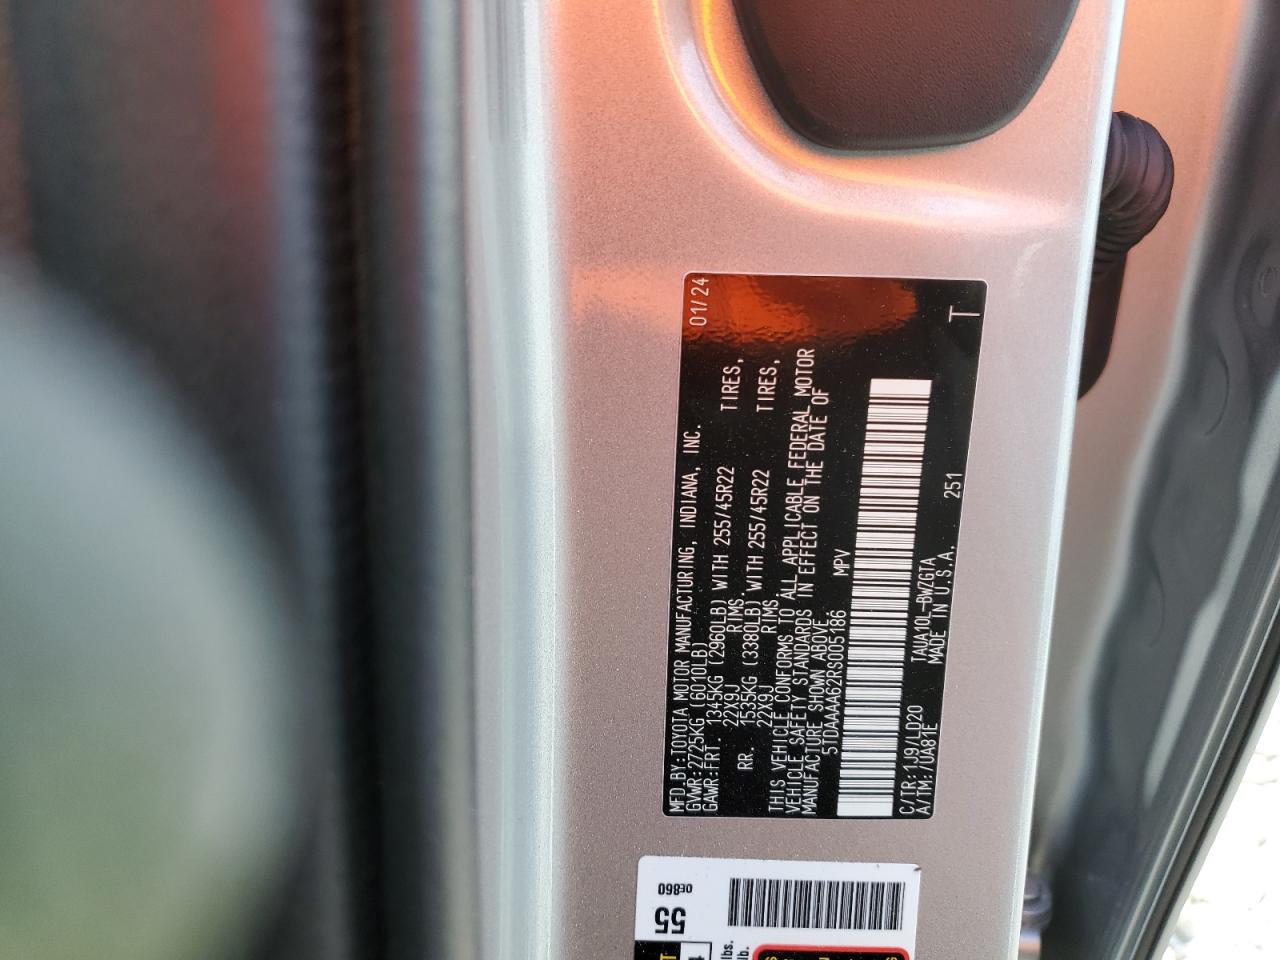 MFD.BY:TOYOTA MOTOR MANUFACTURING, INDIANA, INC. 01/24
GVWR:2725KG (6010LB)
GAWR:FRT. 1345KG (2960LB) WITH 255/45R22 TIRES,
22X9J RIMS.
RR. 1535KG (3380LB) WITH 255/45R22 TIRES,
22X9J RIMS.
THIS VEHICLE CONFORMS TO ALL APPLICABLE FEDERAL MOTOR
VEHICLE SAFETY STANDARDS IN EFFECT ON THE DATE OF
MANUFACTURE SHOWN ABOVE.
5TDAAAA62RS005186 MPV
C/TR:1J9/LD20 TAUA10L-BWZGTA 251 T
A/TM:/UA81E MADE IN U.S.A.
55
OE860
lbs.
lb.